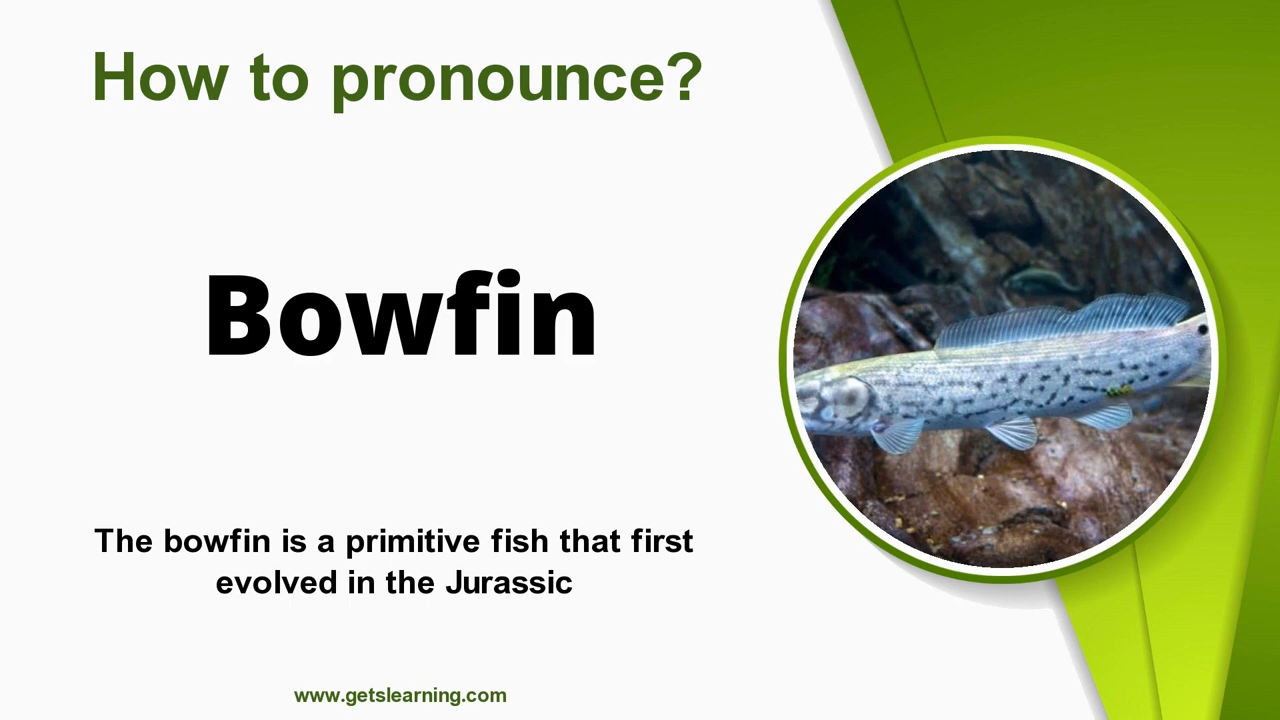 How to pronounce?
Bowfin
The bowfin is a primitive fish that first
evolved in the Jurassic
www.getslearning.com